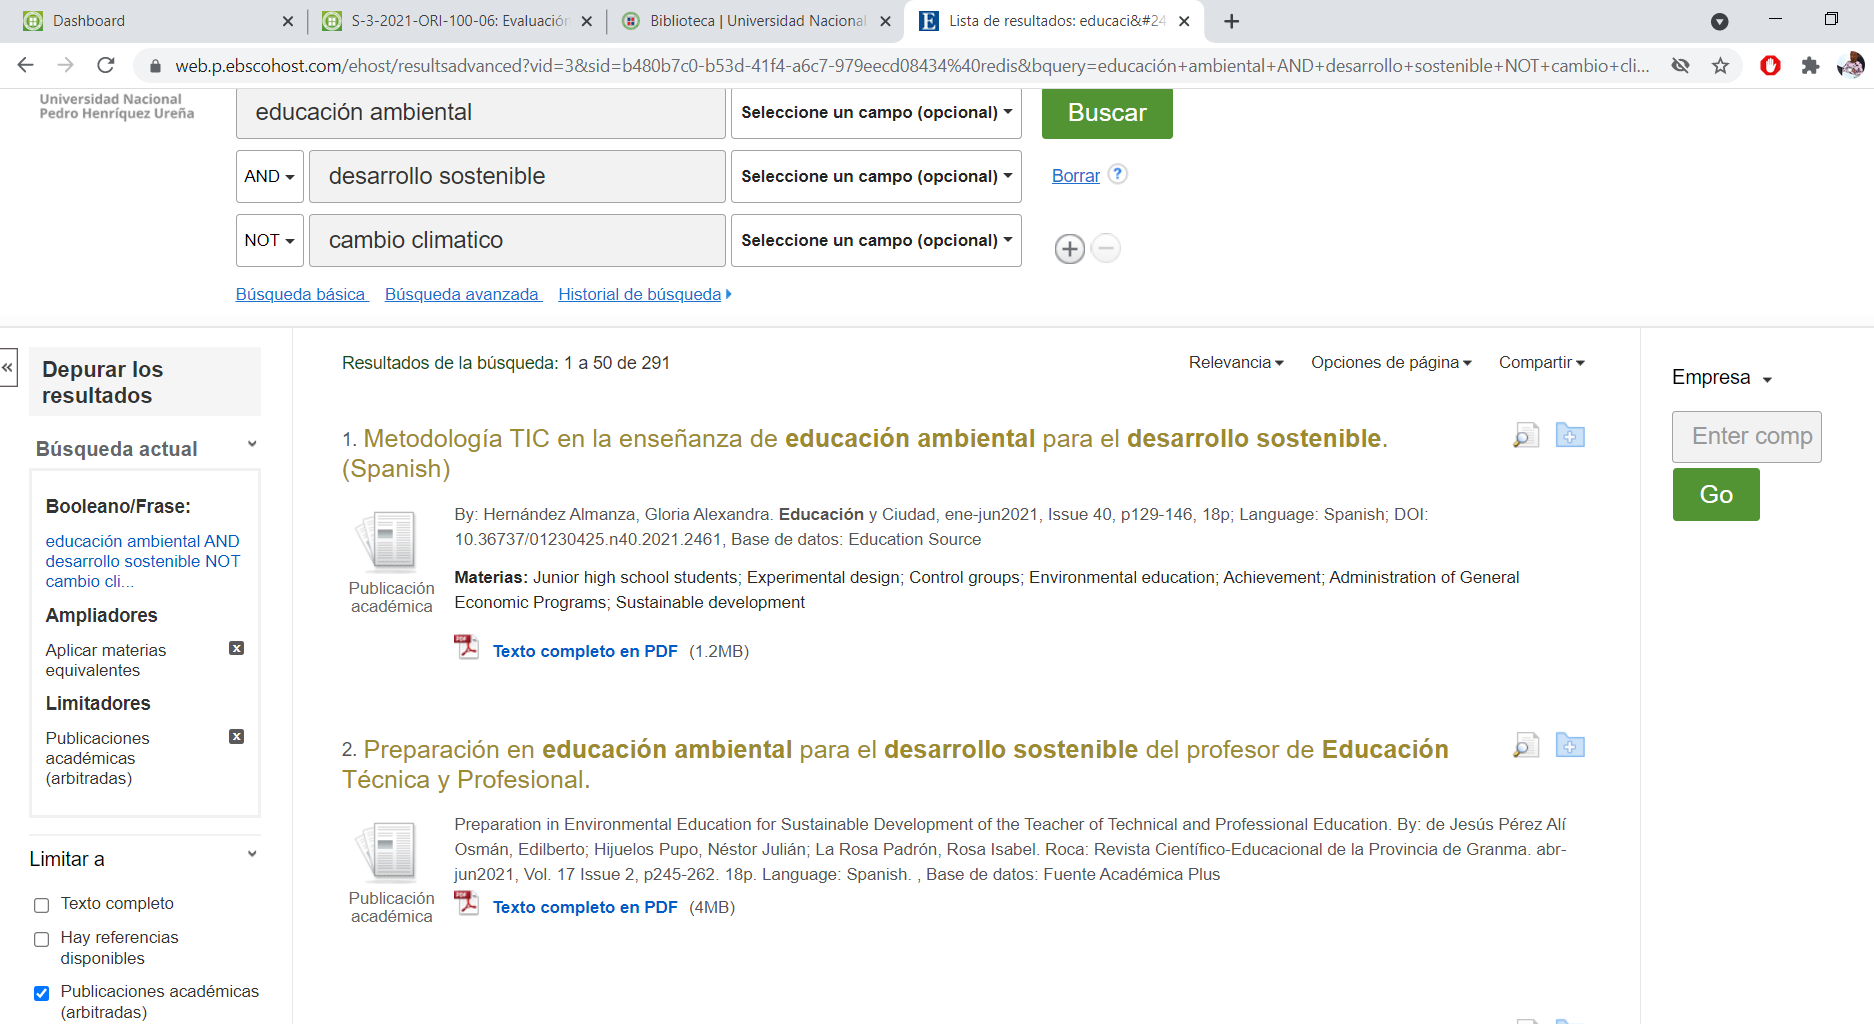 Dashboard
S-3-2021-ORI-100-06: Evaluación
Biblioteca | Universidad Nacional
Lista de resultados: educaci&#24
web.p.ebscohost.com/ehost/resultsadvanced?vid=3&sid=b480b7c0-b53d-41f4-a6c7-979eecd08434%40redis&bquery=educación+ambiental+AND+desarrollo+sostenible+NOT+cambio+cli...
Universidad Nacional
Pedro Henríquez Ureña
educación ambiental
Seleccione un campo (opcional)
Buscar
AND
desarrollo sostenible
Seleccione un campo (opcional)
Borrar
?
NOT
cambio climatico
Seleccione un campo (opcional)
Búsqueda básica
Búsqueda avanzada
Historial de búsqueda
«
Depurar los
resultados
Búsqueda actual
Booleano/Frase:
educación ambiental AND
desarrollo sostenible NOT
cambio cli...
Ampliadores
Aplicar materias
equivalentes
Limitadores
Publicaciones
académicas
(arbitradas)
Limitar a
Texto completo
Hay referencias
disponibles
Publicaciones académicas
(arbitradas)
Resultados de la búsqueda: 1 a 50 de 291
Relevancia
Opciones de página
Compartir
1. Metodología TIC en la enseñanza de educación ambiental para el desarrollo sostenible.
(Spanish)
Publicación
académica
By: Hernández Almanza, Gloria Alexandra. Educación y Ciudad, ene-jun2021, Issue 40, p129-146, 18p; Language: Spanish; DOI:
10.36737/01230425.n40.2021.2461, Base de datos: Education Source
Materias: Junior high school students; Experimental design; Control groups; Environmental education; Achievement; Administration of General
Economic Programs; Sustainable development
PDF
Texto completo en PDF (1.2MB)
2. Preparación en educación ambiental para el desarrollo sostenible del profesor de Educación
Técnica y Profesional.
Publicación
académica
Preparation in Environmental Education for Sustainable Development of the Teacher of Technical and Professional Education. By: de Jesús Pérez Alí
Osmán, Edilberto; Hijuelos Pupo, Néstor Julián; La Rosa Padrón, Rosa Isabel. Roca: Revista Científico-Educacional de la Provincia de Granma. abr-
jun2021, Vol. 17 Issue 2, p245-262. 18p. Language: Spanish. , Base de datos: Fuente Académica Plus
PDF
Texto completo en PDF (4MB)
Empresa
Enter comp
Go